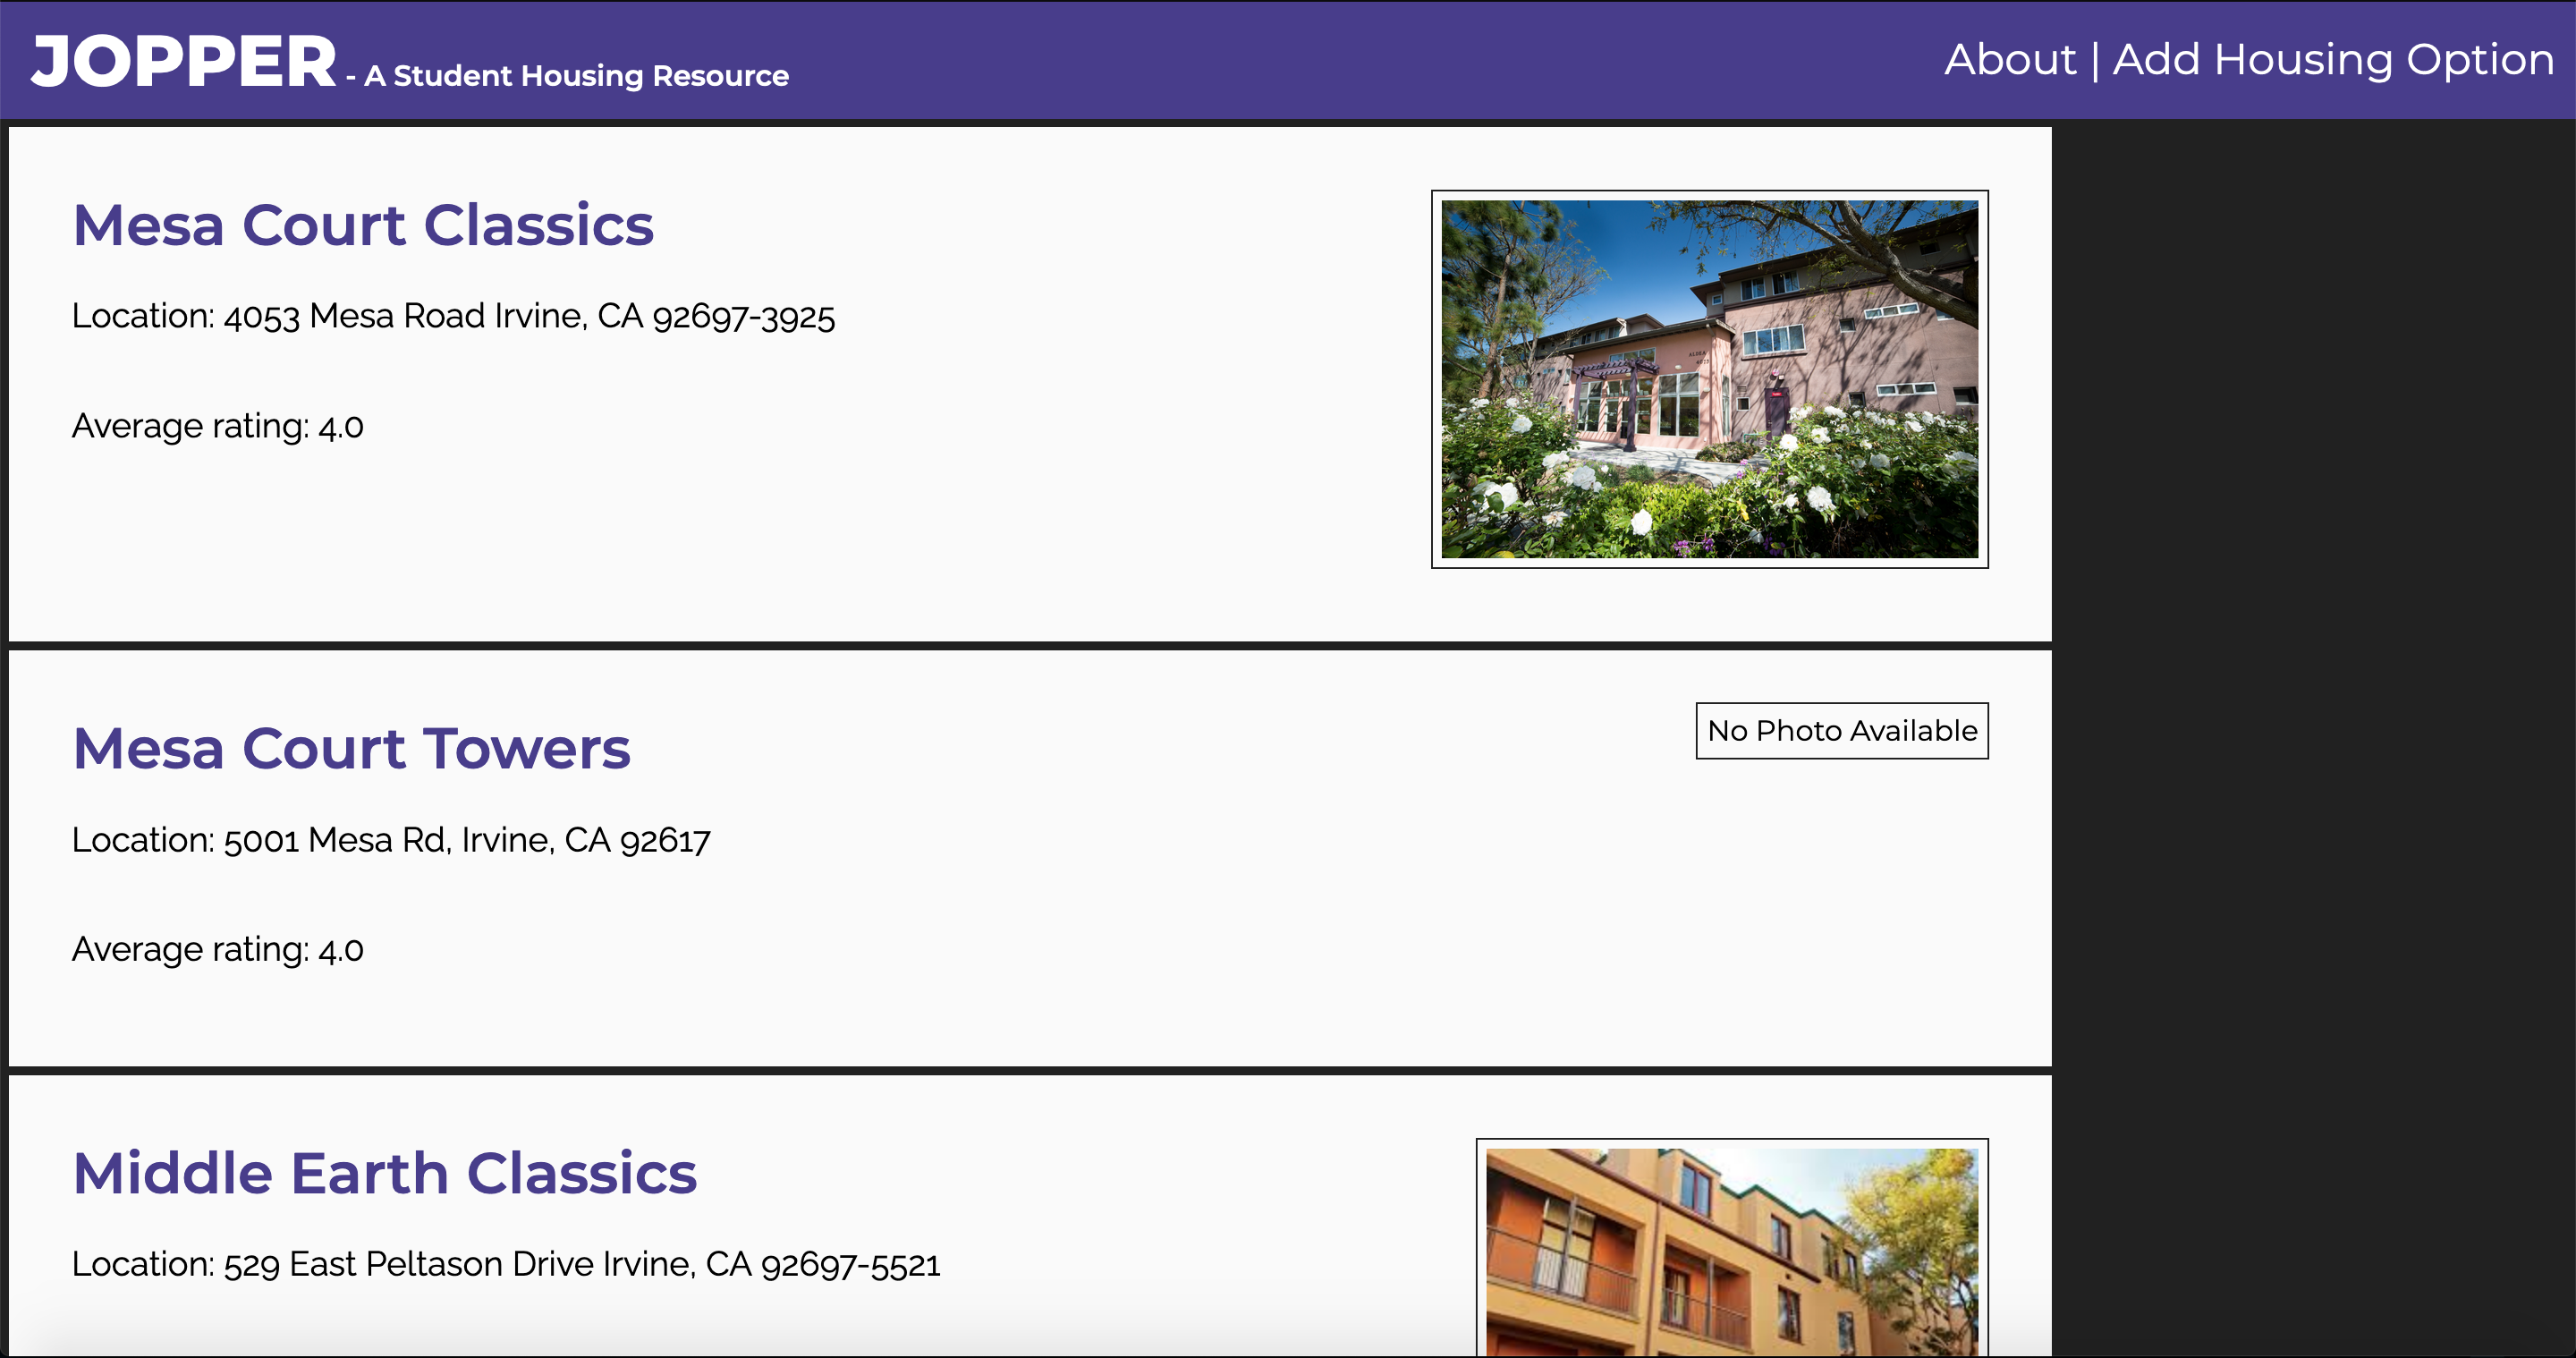 JOPPER - A Student Housing Resource
About | Add Housing Option
Mesa Court Classics
Location: 4053 Mesa Road Irvine, CA 92697-3925
Average rating: 4.0
Mesa Court Towers
No Photo Available
Location: 5001 Mesa Rd, Irvine, CA 92617
Average rating: 4.0
Middle Earth Classics
Location: 529 East Peltason Drive Irvine, CA 92697-5521